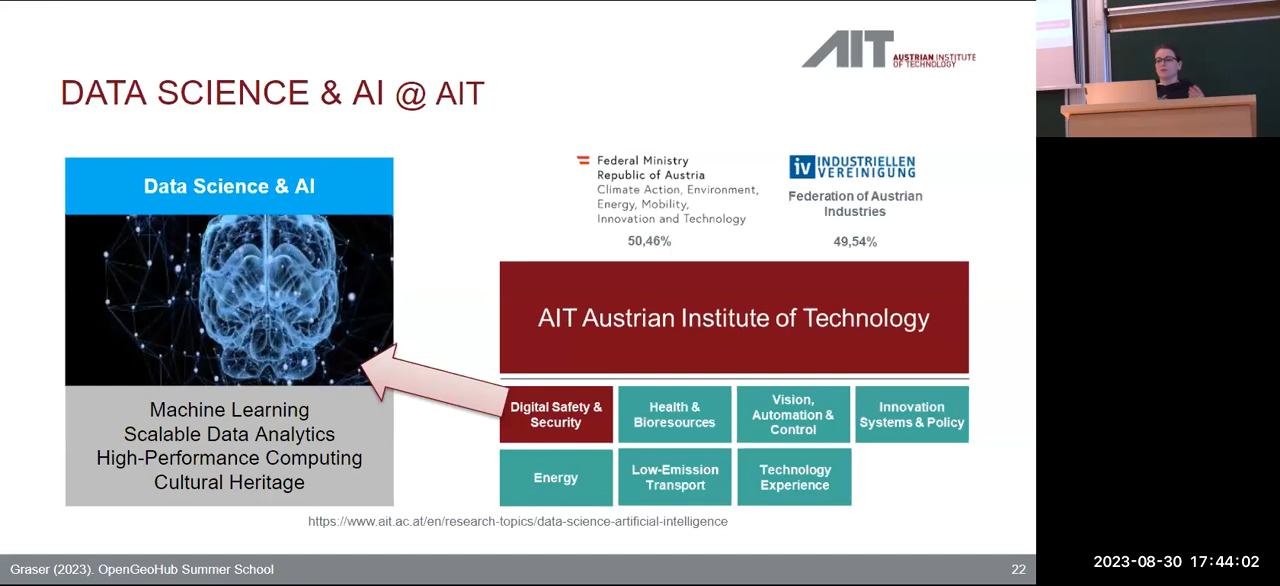 AIT AUSTRIAN INSTITUTE
OF TECHNOLOGY
DATA SCIENCE & AI @ AIT
Data Science & AI
Machine Learning
Scalable Data Analytics
High-Performance Computing
Cultural Heritage
Federal Ministry
Republic of Austria
Climate Action, Environment,
Energy, Mobility,
Innovation and Technology
50,46%
iv INDUSTRIELLEN
VEREINIGUNG
Federation of Austrian
Industries
49,54%
AIT Austrian Institute of Technology
Digital Safety &
Security
Health &
Bioresources
Vision,
Automation &
Control
Innovation
Systems & Policy
Energy
Low-Emission
Transport
Technology
Experience
https://www.ait.ac.at/en/research-topics/data-science-artificial-intelligence
Graser (2023). OpenGeoHub Summer School
22
2023-08-30 17:44:02